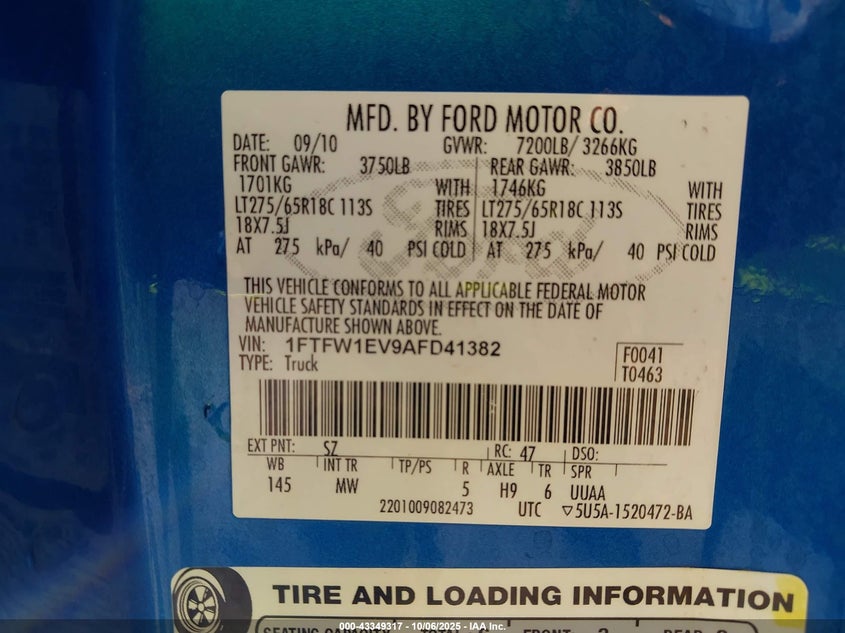 MFD. BY FORD MOTOR CO.
DATE: 09/10 GVWR: 7200LB/ 3266KG
FRONT GAWR: 3750LB REAR GAWR: 3850LB
1701KG WITH 1746KG WITH
LT275/65R18C 113S TIRES LT275/65R18C 113S TIRES
18X7.5J RIMS 18X7.5J RIMS
AT 275 kPa/ 40 PSI COLD AT 275 kPa/ 40 PSI COLD
THIS VEHICLE CONFORMS TO ALL APPLICABLE FEDERAL MOTOR
VEHICLE SAFETY STANDARDS IN EFFECT ON THE DATE OF
MANUFACTURE SHOWN ABOVE.
VIN: 1FTFW1EV9AFD41382 F0041
TYPE: Truck T0463
EXT PNT: SZ RC: 47 DSO:
WB INT TR TP/PS R AXLE TR SPR
145 MW 5 H9 6 UUAA
2201009082473 UTC ▽5U5A-1520472-BA
TIRE AND LOADING INFORMATION
SEATING CAPACITY TOTAL FRONT REAR
000-43349317 - 10/06/2025 - IAA Inc.